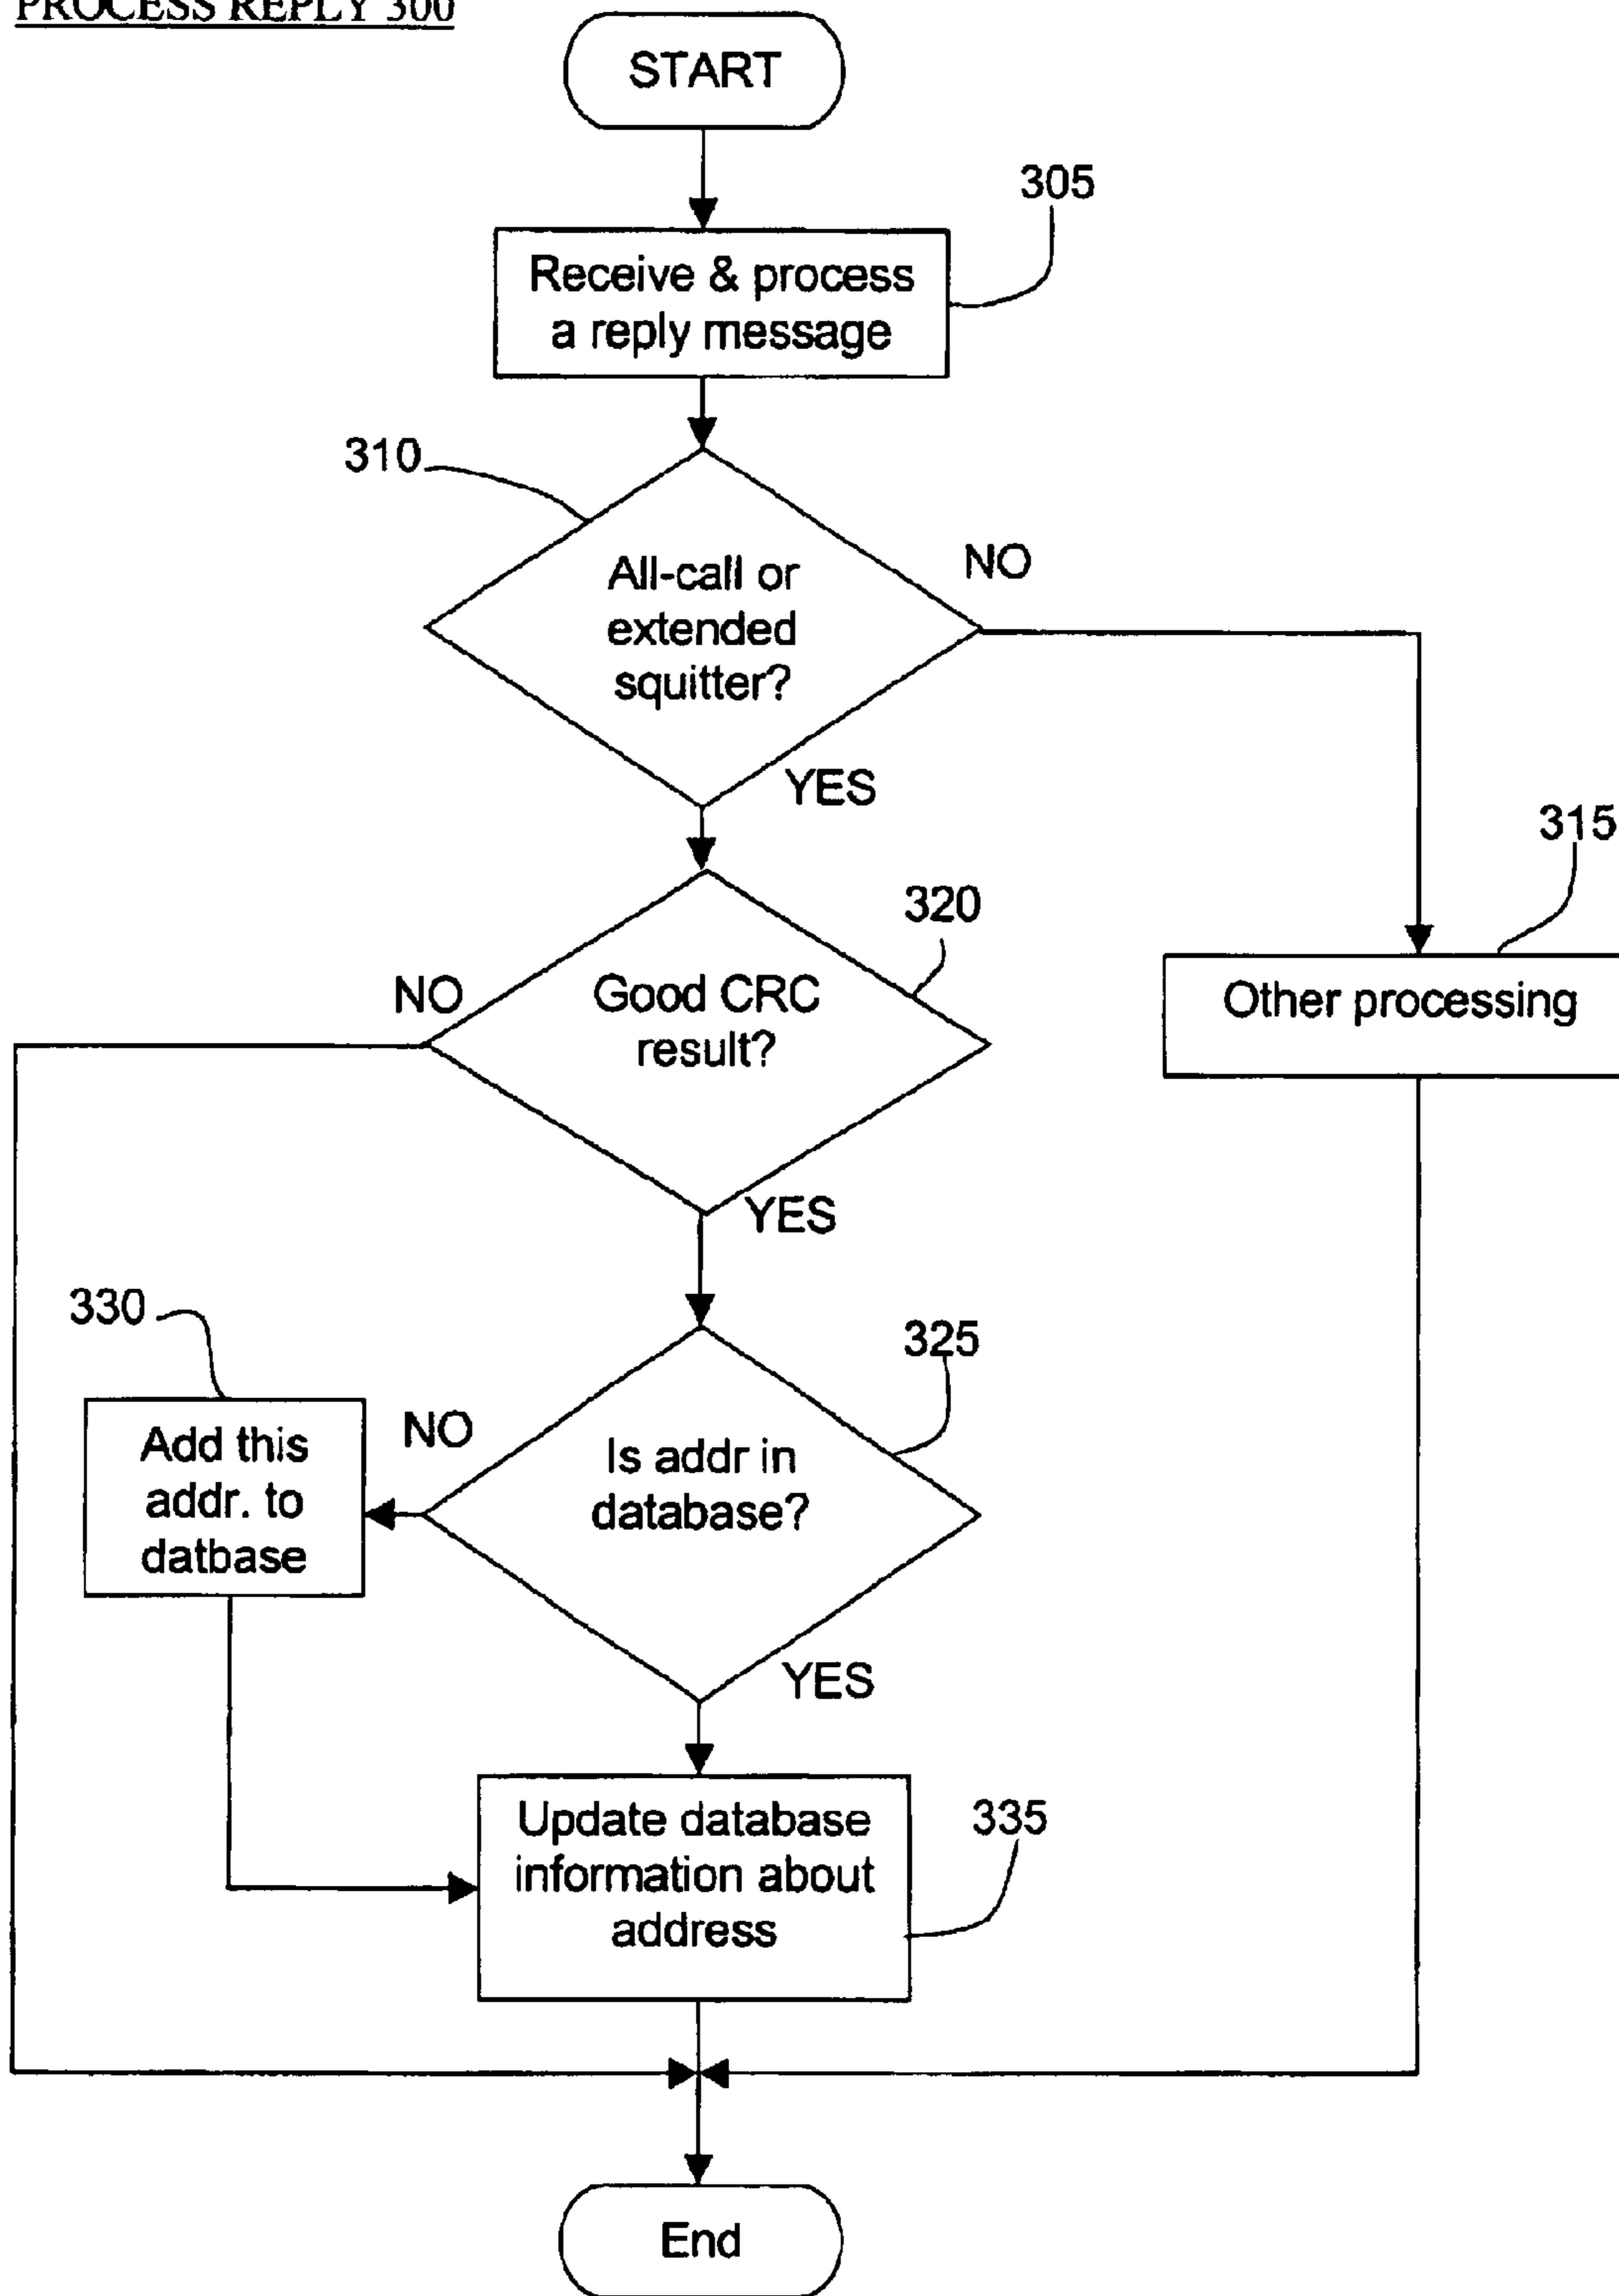 PROCESS REPLY 300
START
305
Receive & process
a reply message
310
All-call or
extended
squitter?
NO
YES
315
320
NO
Good CRC
result?
Other processing
YES
330
325
Add this
addr. to
datbase
NO
Is addr in
database?
YES
Update database
information about
address
335
End